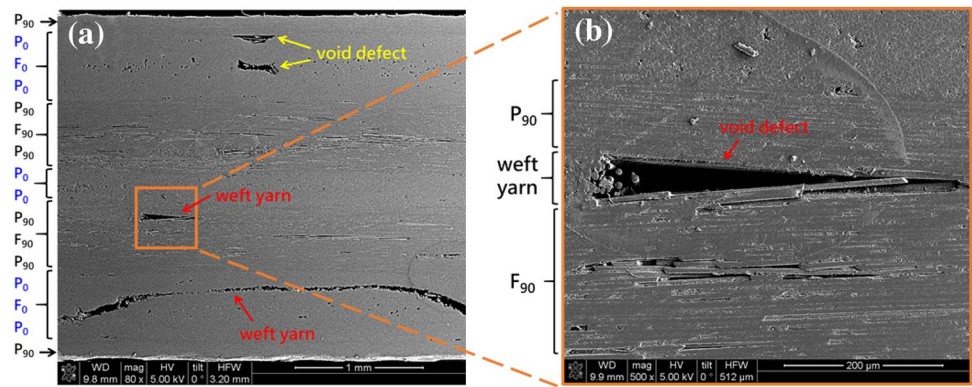 (a)
(b)
P90
P0
F0
P0
P90
F90
P90
P0
P0
P90
F90
P90
P0
F0
P0
P90
void defect
weft yarn
weft yarn
WD mag HV tilt HFW
9.8 mm 80 x 5.00 kV 0° 3.20 mm
1 mm
P90
weft
yarn
F90
void defect
WD mag HV tilt HFW
9.9 mm 500 x 5.00 kV 0° 512 µm
200 µm